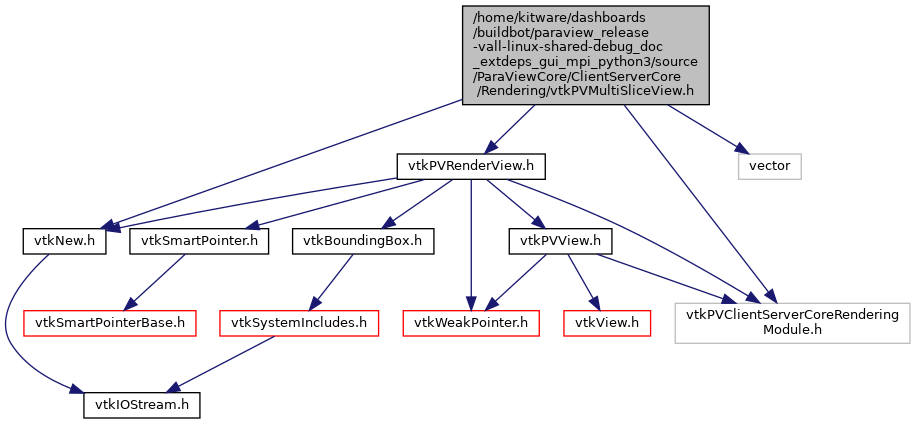 /home/kitware/dashboards
/buildbot/paraview_release
-vall-linux-shared-debug_doc
_extdeps_gui_mpi_python3/source
/ParaViewCore/ClientServerCore
/Rendering/vtkPVMultiSliceView.h
vtkPVRenderView.h
vector
vtkNew.h
vtkSmartPointer.h
vtkBoundingBox.h
vtkPVView.h
vtkSmartPointerBase.h
vtkSystemIncludes.h
vtkWeakPointer.h
vtkView.h
vtkPVClientServerCoreRendering
Module.h
vtkIOStream.h